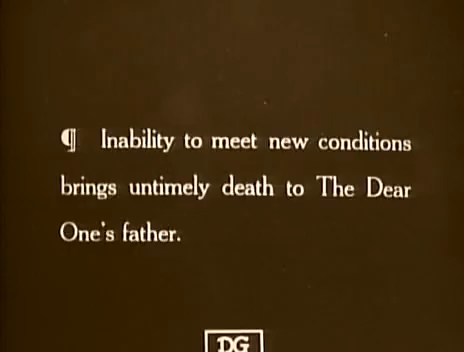 ¶ Inability to meet new conditions
brings untimely death to The Dear
One's father.
DG